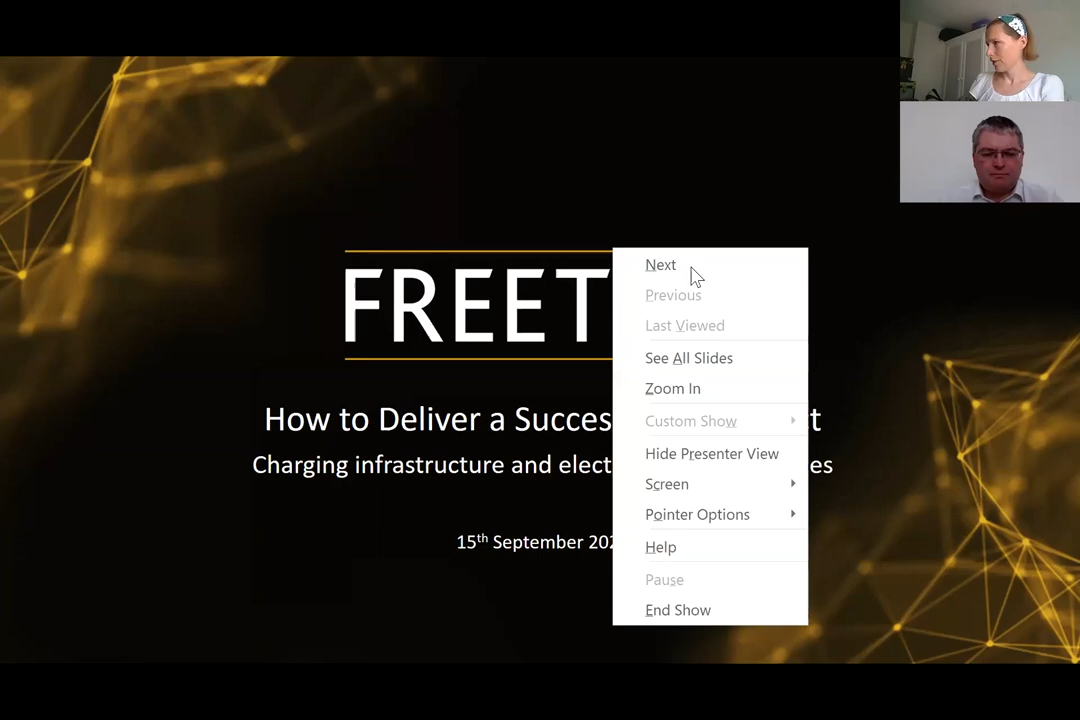 FREET
How to Deliver a Succes
Charging infrastructure and elect
15th September 202
Next
Previous
Last Viewed
See All Slides
Zoom In
Custom Show
Hide Presenter View
Screen
Pointer Options
Help
Pause
End Show